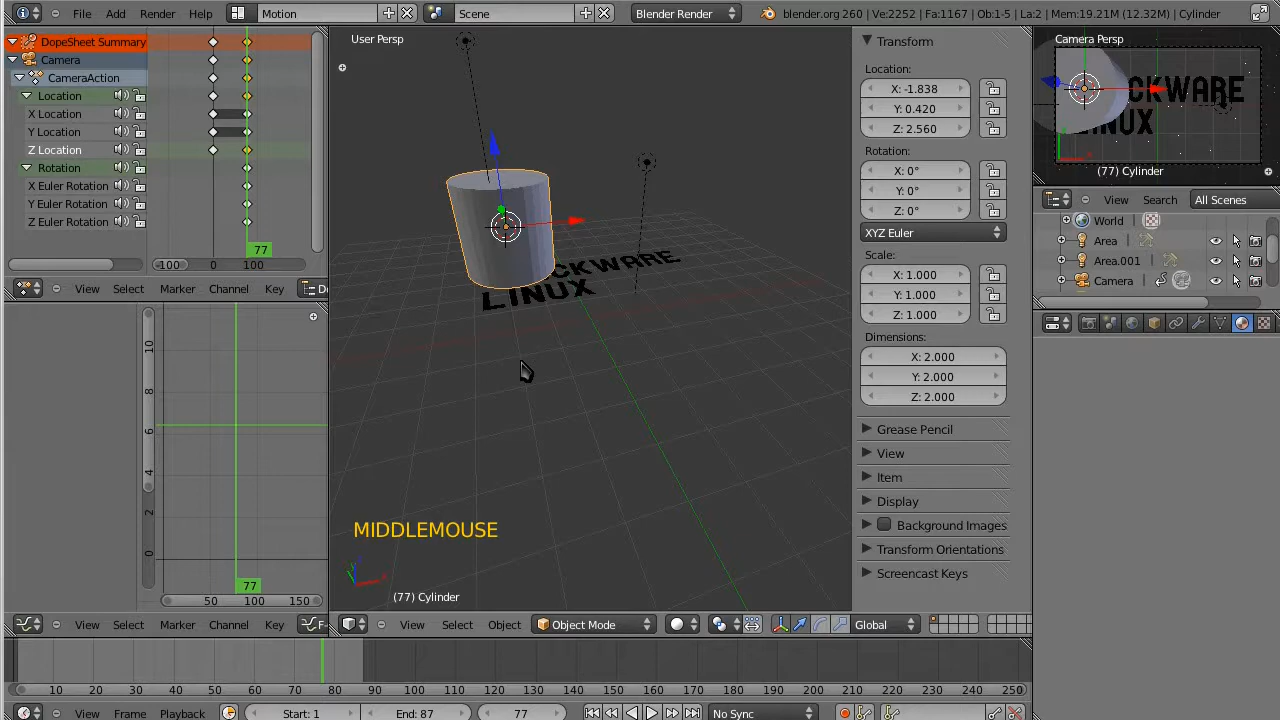 File Add Render Help Motion Scene Blender Render blender.org 260 | Ve:2252 | Fa:1167 | Ob:1-5 | La:2 | Mem:19.21M (12.32M) | Cylinder
DopeSheet Summary
Camera
CameraAction
Location
X Location
Y Location
Z Location
Rotation
X Euler Rotation
Y Euler Rotation
Z Euler Rotation
77
-100 0 100
View Select Marker Channel Key
10
8
6
4
2
0
77
50 100 150
View Select Marker Channel Key
User Persp
CKWARE
LINUX
MIDDLEMOUSE
(77) Cylinder
View Select Object Object Mode Global
Transform
Location:
X: -1.838
Y: 0.420
Z: 2.560
Rotation:
X: 0°
Y: 0°
Z: 0°
XYZ Euler
Scale:
X: 1.000
Y: 1.000
Z: 1.000
Dimensions:
X: 2.000
Y: 2.000
Z: 2.000
Grease Pencil
View
Item
Display
Background Images
Transform Orientations
Screencast Keys
Camera Persp
CKWARE
LINUX
(77) Cylinder
View Search All Scenes
World
Area
Area.001
Camera
10 20 30 40 50 60 70 80 90 100 110 120 130 140 150 160 170 180 190 200 210 220 230 240 250
View Frame Playback Start: 1 End: 87 77 No Sync